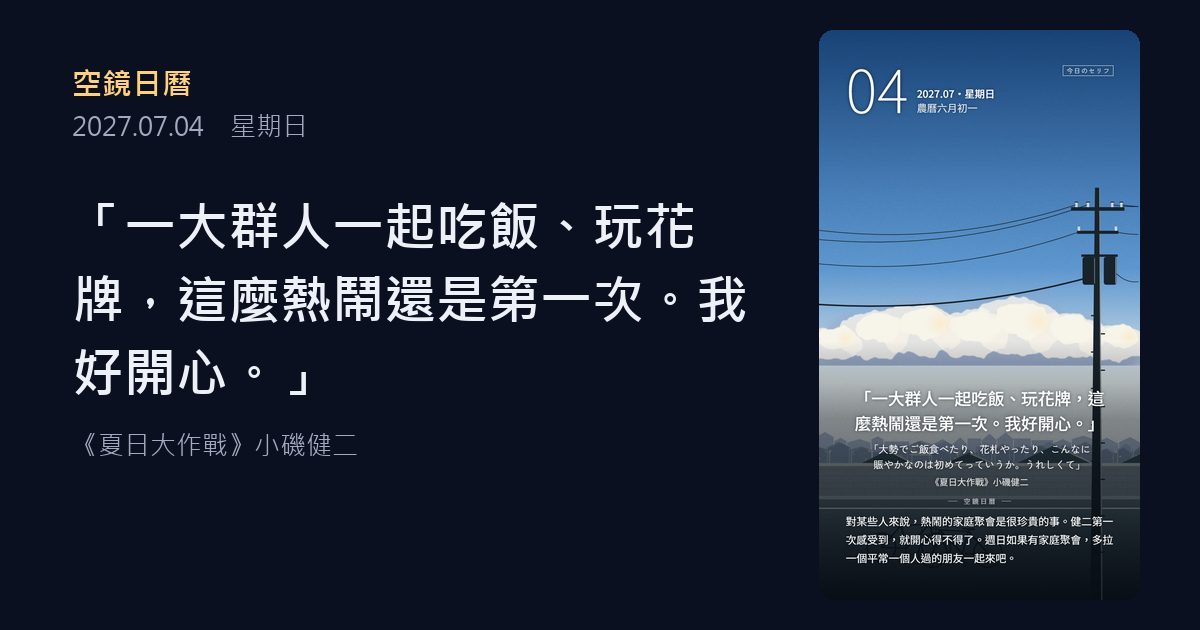 空鏡日曆
2027.07.04 星期日
「一大群人一起吃飯、玩花
牌，這麼熱鬧還是第一次。我
好開心。」
《夏日大作戰》小磯健二
今日のセリフ
04
2027.07・星期日
農曆六月初一
「一大群人一起吃飯、玩花牌，這
麼熱鬧還是第一次。我好開心。」
「大勢でご飯食べたり、花札やったり、こんなに
賑やかなのは初めてっていうか。うれしくて」
《夏日大作戰》小磯健二
— 空鏡日曆 —
對某些人來說，熱鬧的家庭聚會是很珍貴的事。健二第一
次感受到，就開心得不得了。週日如果有家庭聚會，多拉
一個平常一個人過的朋友一起來吧。